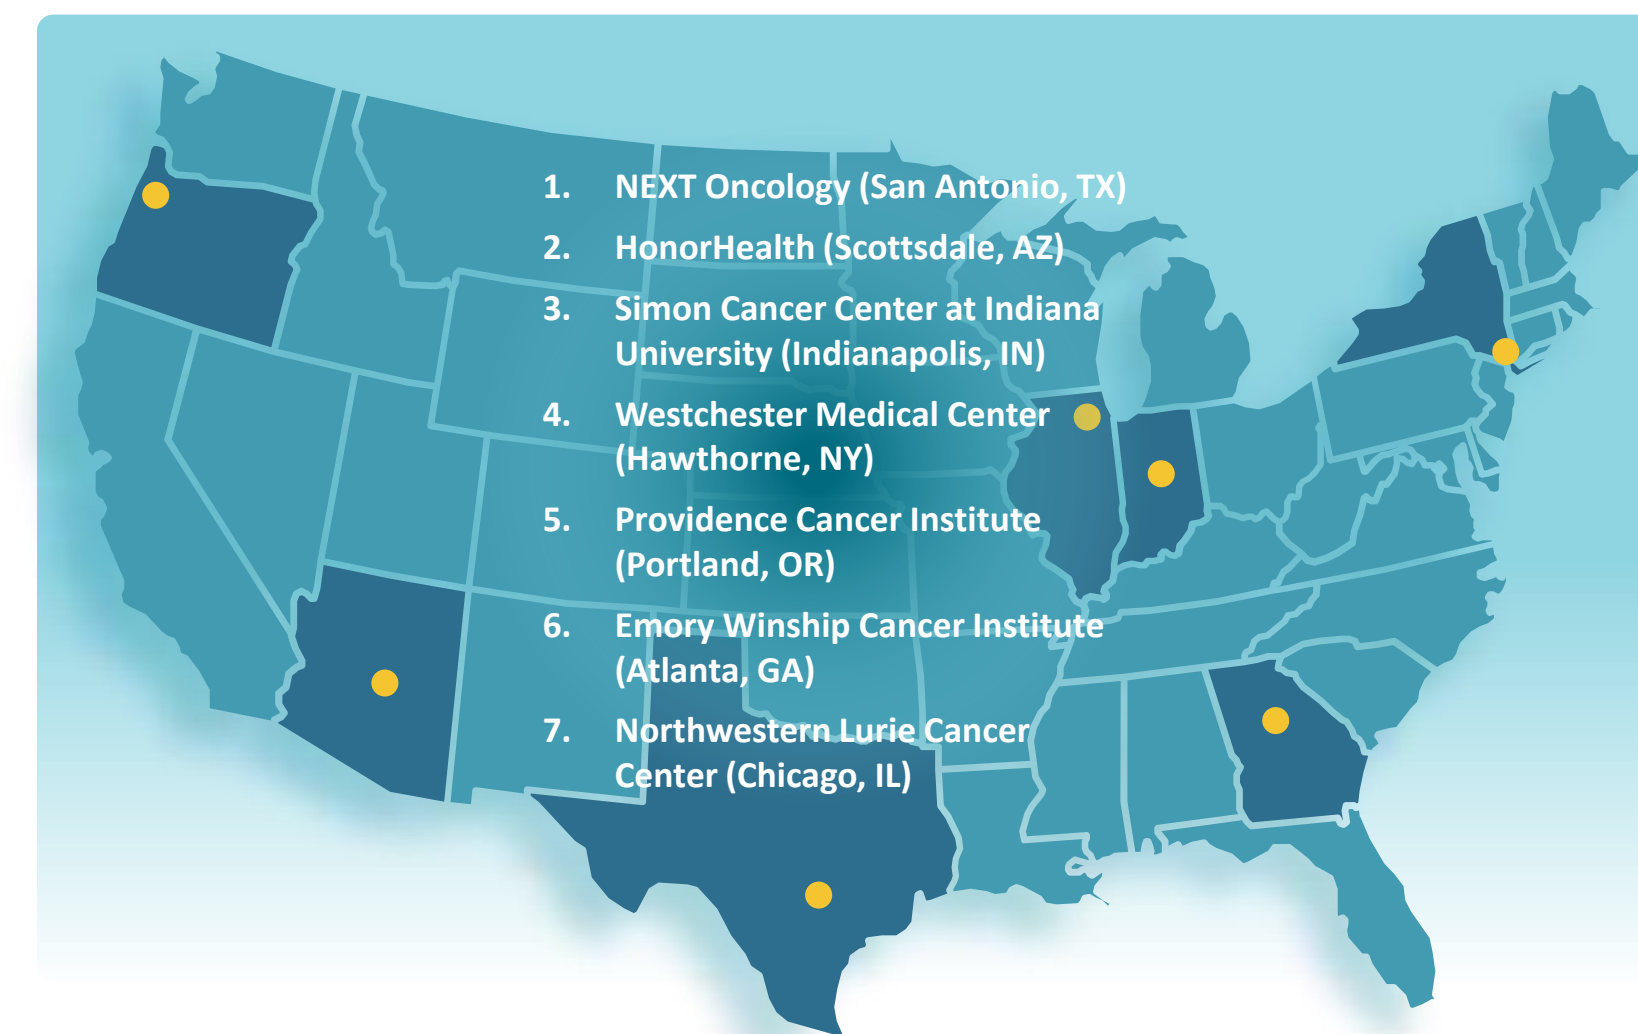 1. NEXT Oncology (San Antonio, TX)
2. HonorHealth (Scottsdale, AZ)
3. Simon Cancer Center at Indiana
University (Indianapolis, IN)
4. Westchester Medical Center
(Hawthorne, NY)
5. Providence Cancer Institute
(Portland, OR)
6. Emory Winship Cancer Institute
(Atlanta, GA)
7. Northwestern Lurie Cancer
Center (Chicago, IL)